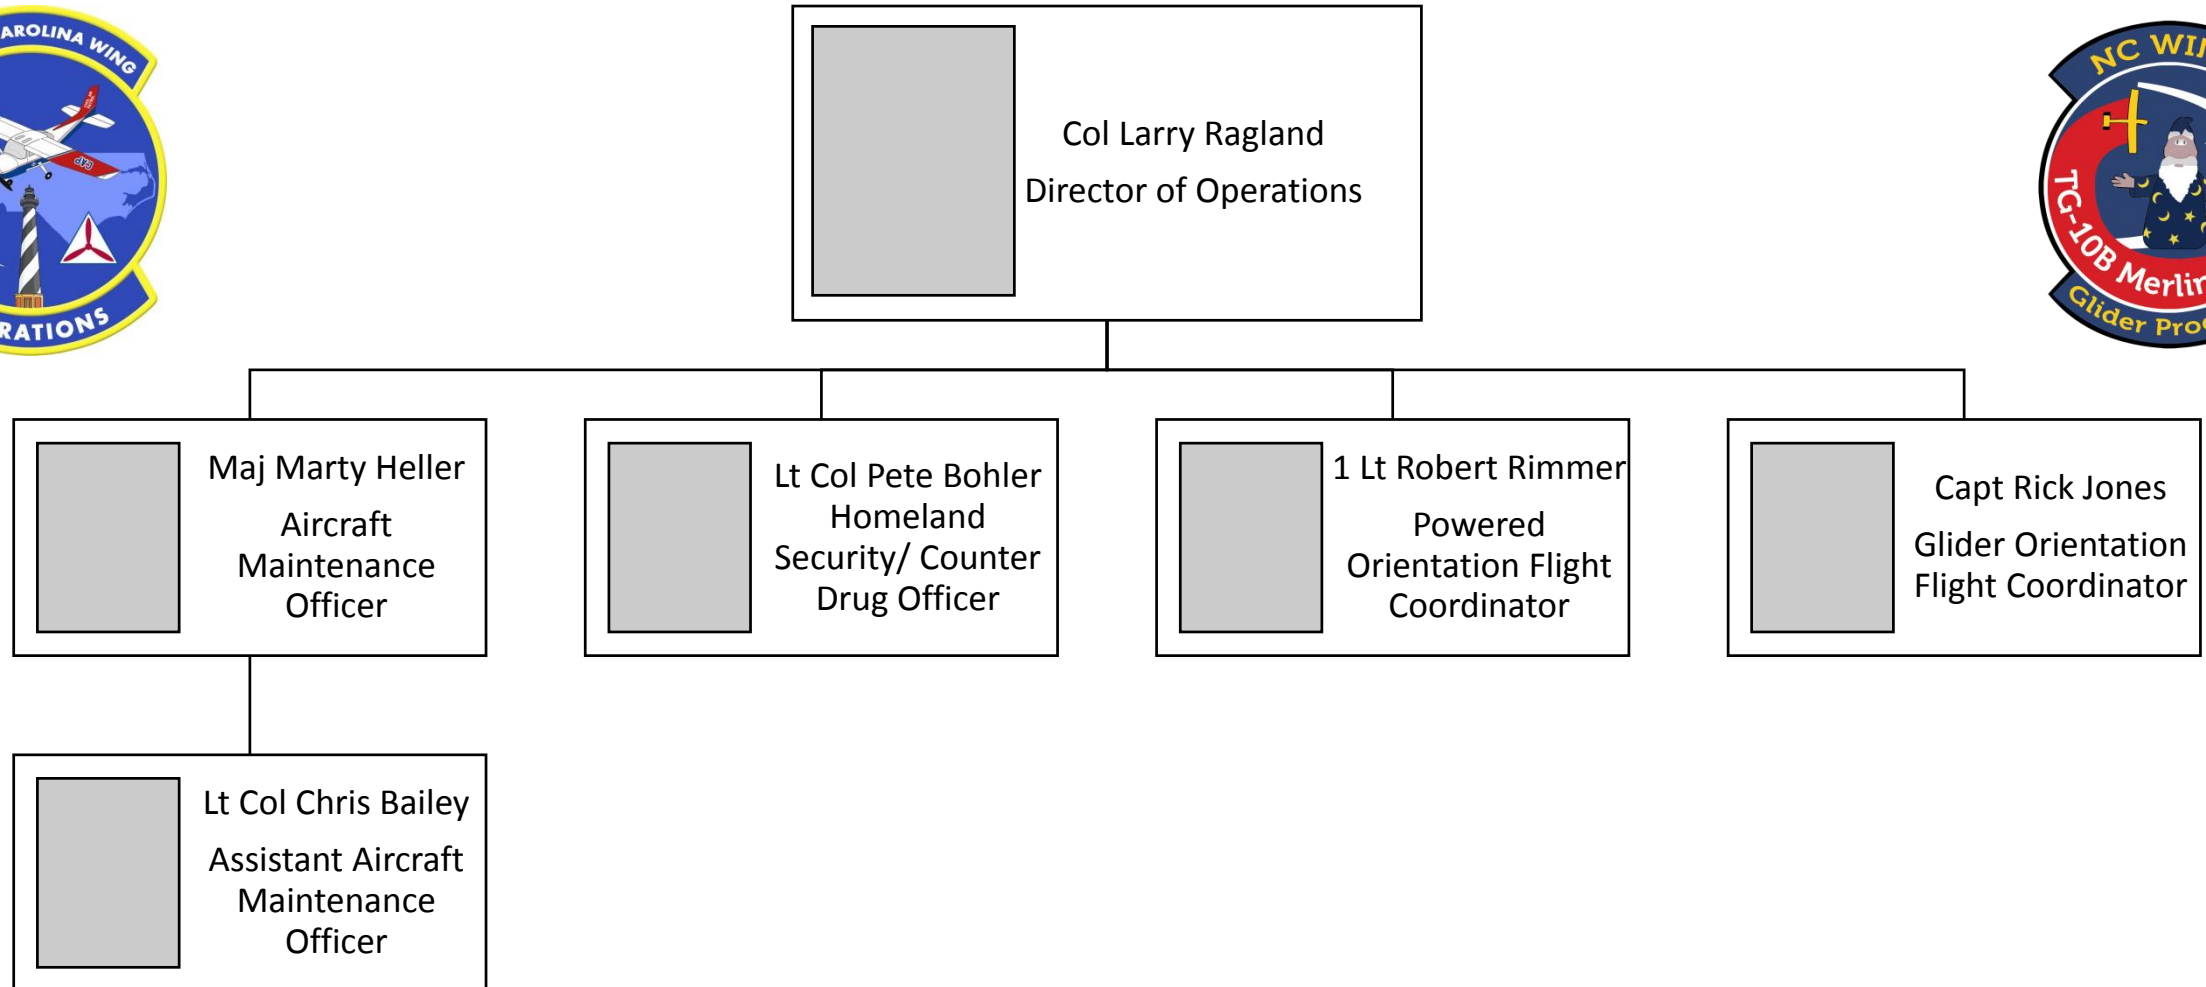 AROLINA WING
CAP
RATIONS
NC WI
TG-10B Merlin
Glider Pro
Col Larry Ragland
Director of Operations
Maj Marty Heller
Aircraft
Maintenance
Officer
Lt Col Pete Bohler
Homeland
Security/ Counter
Drug Officer
1 Lt Robert Rimmer
Powered
Orientation Flight
Coordinator
Capt Rick Jones
Glider Orientation
Flight Coordinator
Lt Col Chris Bailey
Assistant Aircraft
Maintenance
Officer